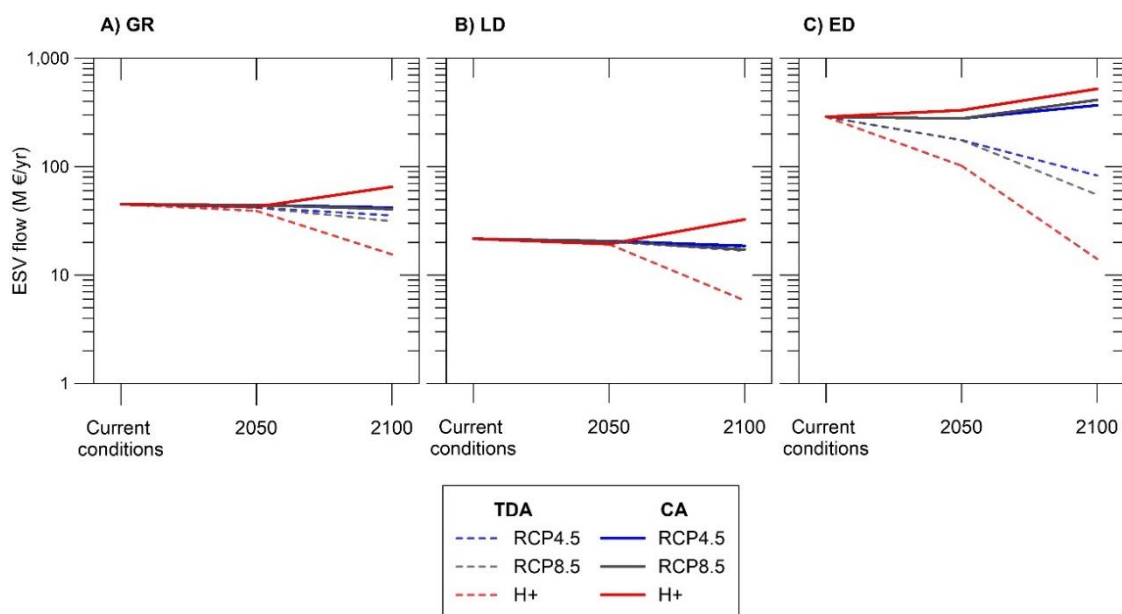 A) GR
B) LD
C) ED
ESV flow (M €/yr)
1,000
100
10
1
Current conditions
2050
2100
Current conditions
2050
2100
Current conditions
2050
2100
TDA
CA
RCP4.5
RCP4.5
RCP8.5
RCP8.5
H+
H+